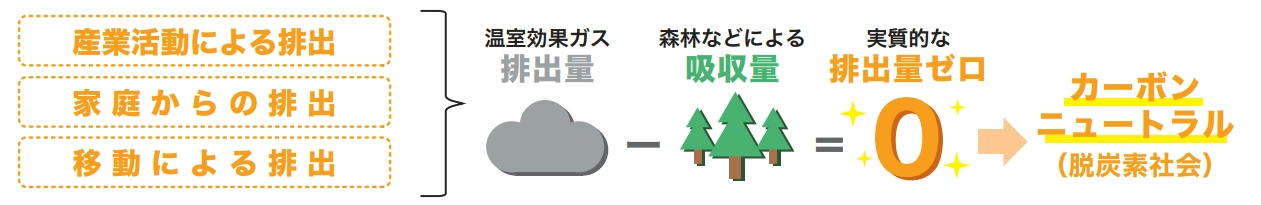 産業活動による排出
家庭からの排出
移動による排出
温室効果ガス
排出量
森林などによる
吸収量
実質的な
排出量ゼロ
－
＝
0
カーボン
ニュートラル
（脱炭素社会）